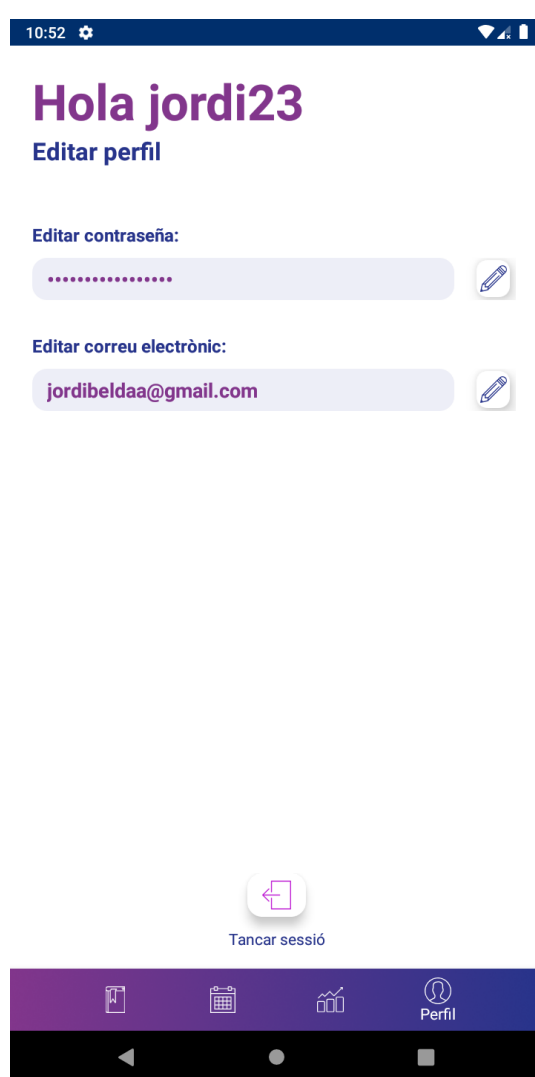 10:52
Hola jordi23
Editar perfil
Editar contraseña:
•••••••••••••••••
Editar correu electrònic:
jordibeldaa@gmail.com
Tancar sessió
Perfil